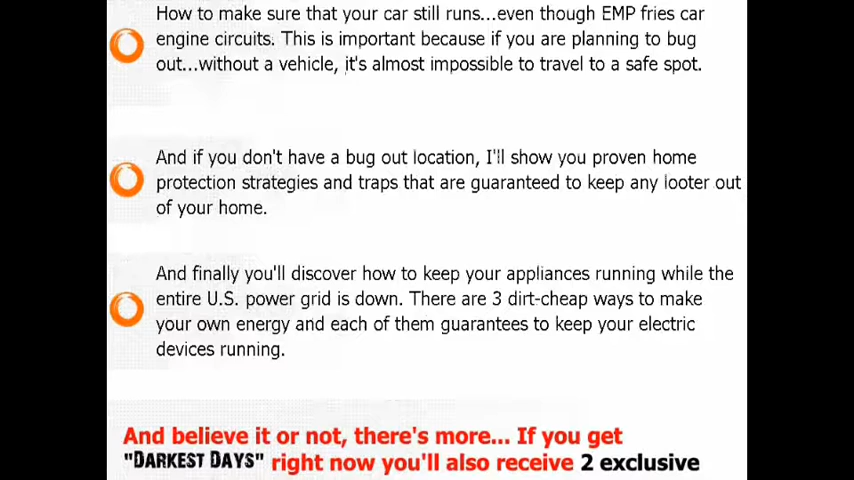 How to make sure that your car still runs...even though EMP fries car
engine circuits. This is important because if you are planning to bug
out...without a vehicle, it's almost impossible to travel to a safe spot.
And if you don't have a bug out location, I'll show you proven home
protection strategies and traps that are guaranteed to keep any looter out
of your home.
And finally you'll discover how to keep your appliances running while the
entire U.S. power grid is down. There are 3 dirt-cheap ways to make
your own energy and each of them guarantees to keep your electric
devices running.
And believe it or not, there's more... If you get
"DARKEST DAYS" right now you'll also receive 2 exclusive